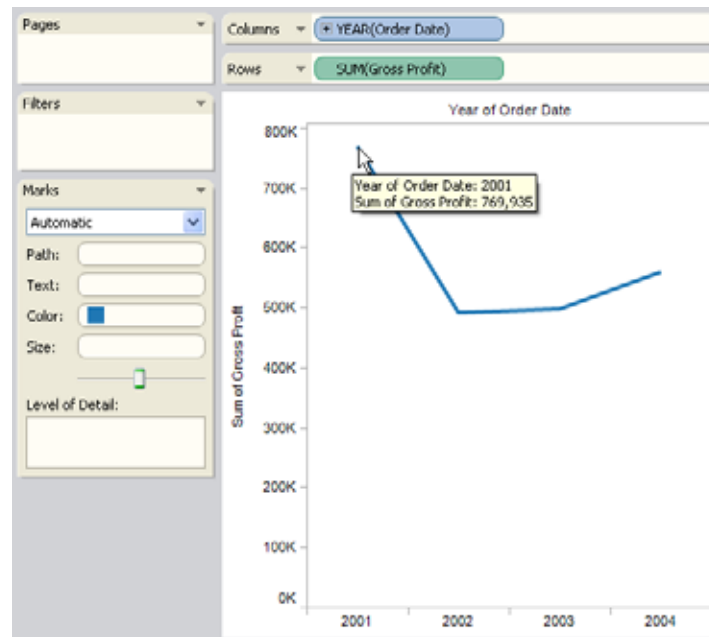 Pages
Columns
YEAR(Order Date)
Rows
SUM(Gross Profit)
Filters
Marks
Automatic
Path:
Text:
Color:
Size:
Level of Detail:
Year of Order Date
800K
700K
600K
500K
400K
300K
200K
100K
0K
Sum of Gross Profit
Year of Order Date: 2001
Sum of Gross Profit: 769,935
2001
2002
2003
2004